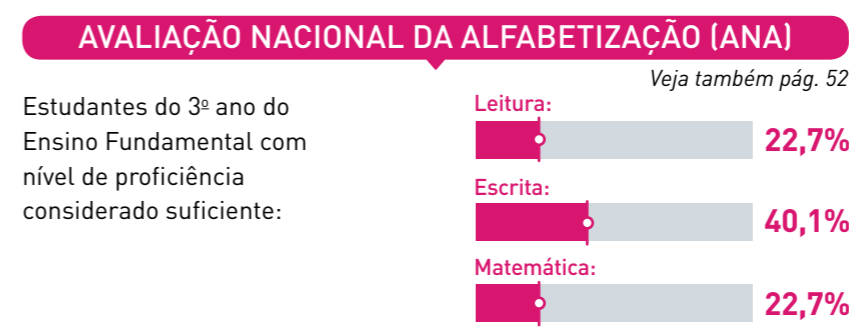 AVALIAÇÃO NACIONAL DA ALFABETIZAÇÃO (ANA)
Veja também pág. 52
Estudantes do 3º ano do
Ensino Fundamental com
nível de proficiência
considerado suficiente:
Leitura:
22,7%
Escrita:
40,1%
Matemática:
22,7%